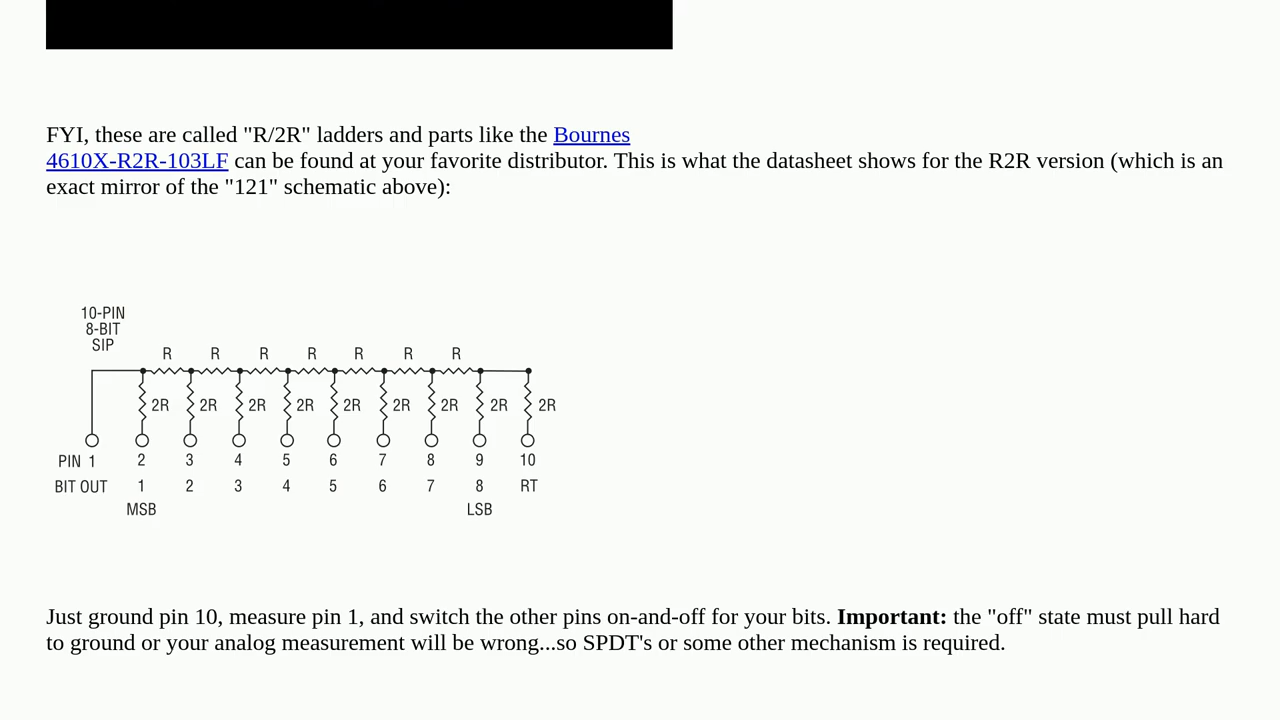 FYI, these are called "R/2R" ladders and parts like the Bournes
4610X-R2R-103LF can be found at your favorite distributor. This is what the datasheet shows for the R2R version (which is an
exact mirror of the "121" schematic above):
10-PIN
8-BIT
SIP
R R R R R R R
2R 2R 2R 2R 2R 2R 2R 2R 2R
PIN 1 2 3 4 5 6 7 8 9 10
BIT OUT 1 2 3 4 5 6 7 8 RT
MSB LSB
Just ground pin 10, measure pin 1, and switch the other pins on-and-off for your bits. Important: the "off" state must pull hard
to ground or your analog measurement will be wrong...so SPDT's or some other mechanism is required.